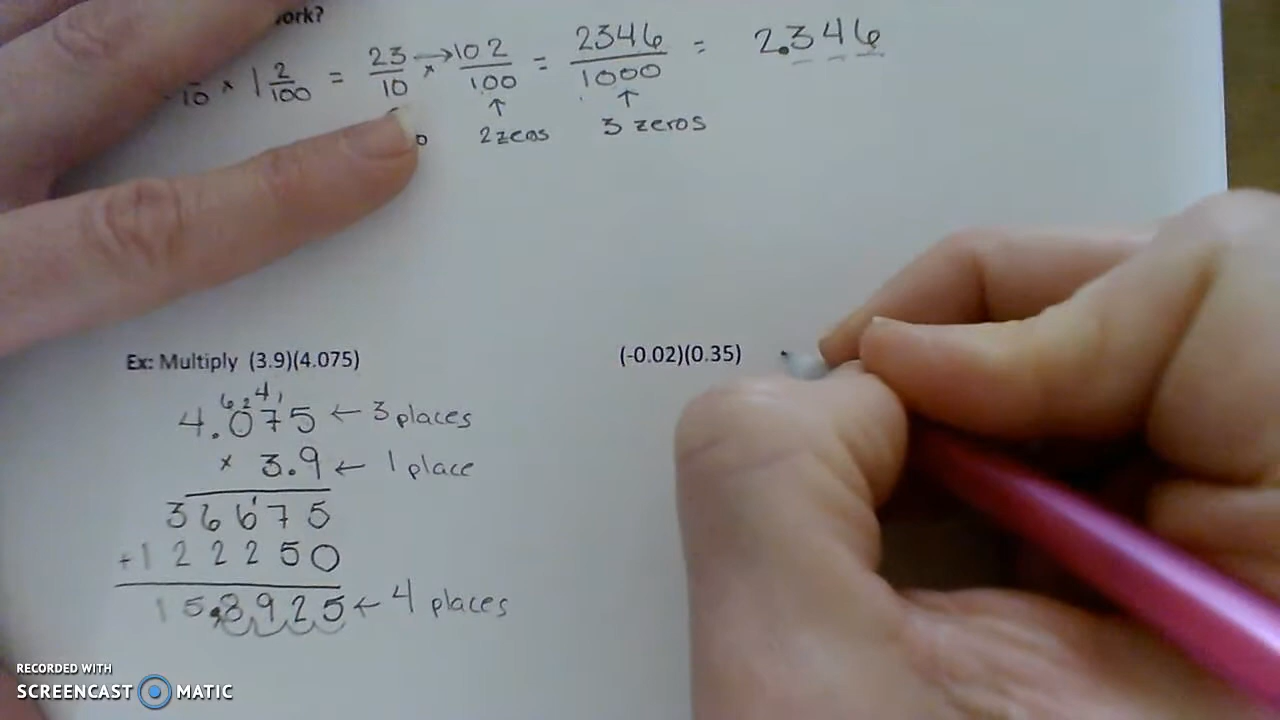 ork?
10 × 1 2/100 = 23/10 → × 102/100 = 2346/1000 = 2.346
↑ ↑
2 zeos 3 zeros
Ex: Multiply (3.9)(4.075) (-0.02)(0.35)
6 2 4 1
4.075 ← 3 places
× 3.9 ← 1 place
1
36675
+122250
15.8925 ← 4 places
RECORDED WITH
SCREENCAST MATIC